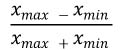 x_max − x_min
x_max + x_min